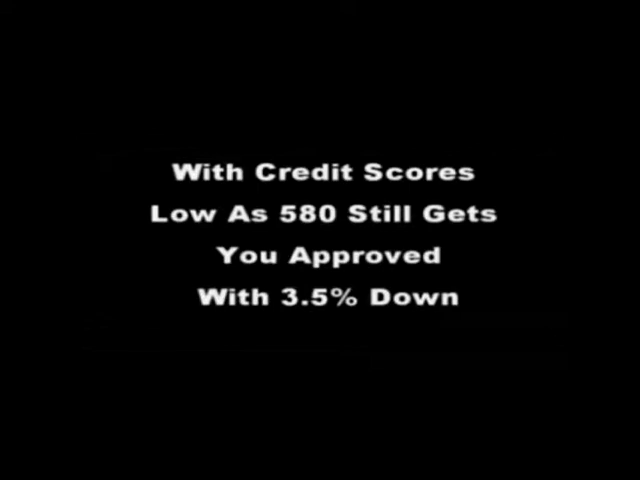 With Credit Scores
Low As 580 Still Gets
You Approved
With 3.5% Down